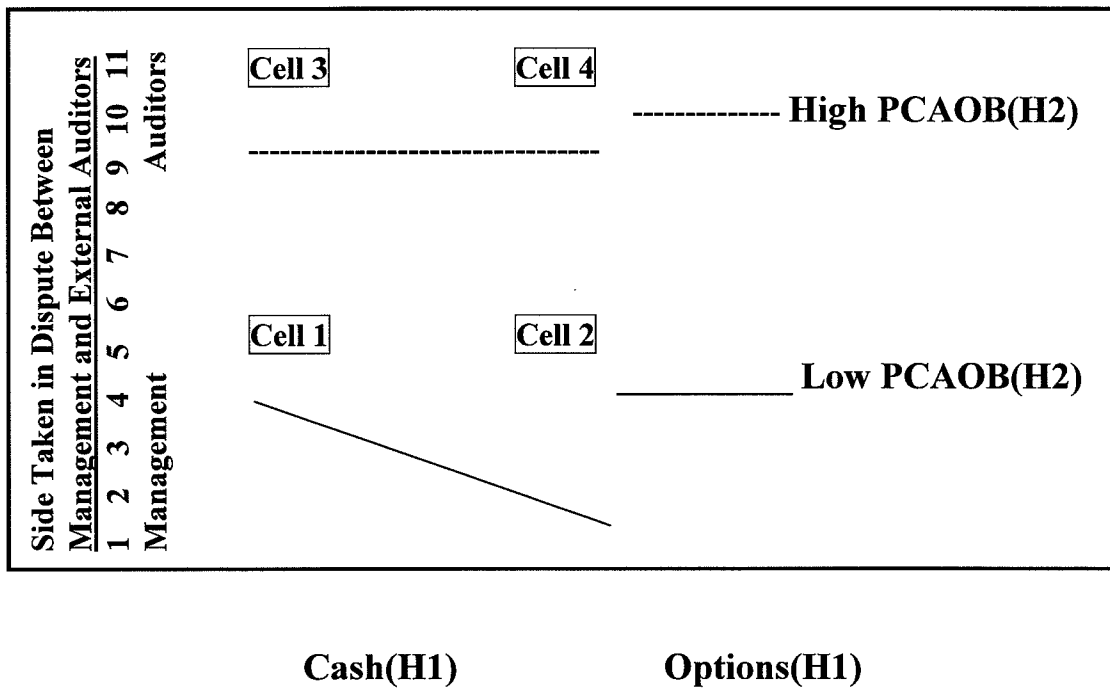 Side Taken in Dispute Between
Management and External Auditors
1 2 3 4 5 6 7 8 9 10 11
Management Auditors
Cell 3
Cell 4
High PCAOB(H2)
Cell 1
Cell 2
Low PCAOB(H2)
Cash(H1)
Options(H1)